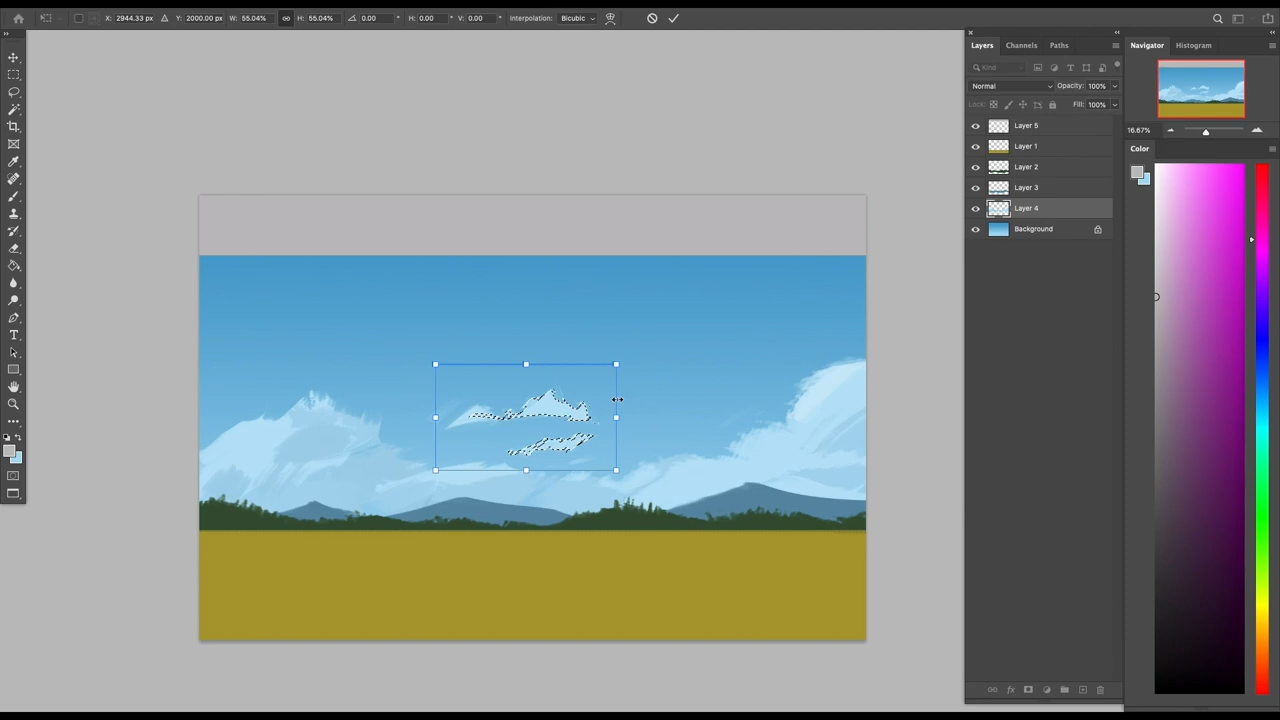 X: 2944.33 px Y: 2000.00 px W: 55.04% H: 55.04% 0.00 ° H: 0.00 ° V: 0.00 ° Interpolation: Bicubic
Layers Channels Paths
Navigator Histogram
Kind
Normal Opacity: 100%
Lock: Fill: 100%
Layer 5
16.67%
Layer 1
Color
Layer 2
Layer 3
Layer 4
Background